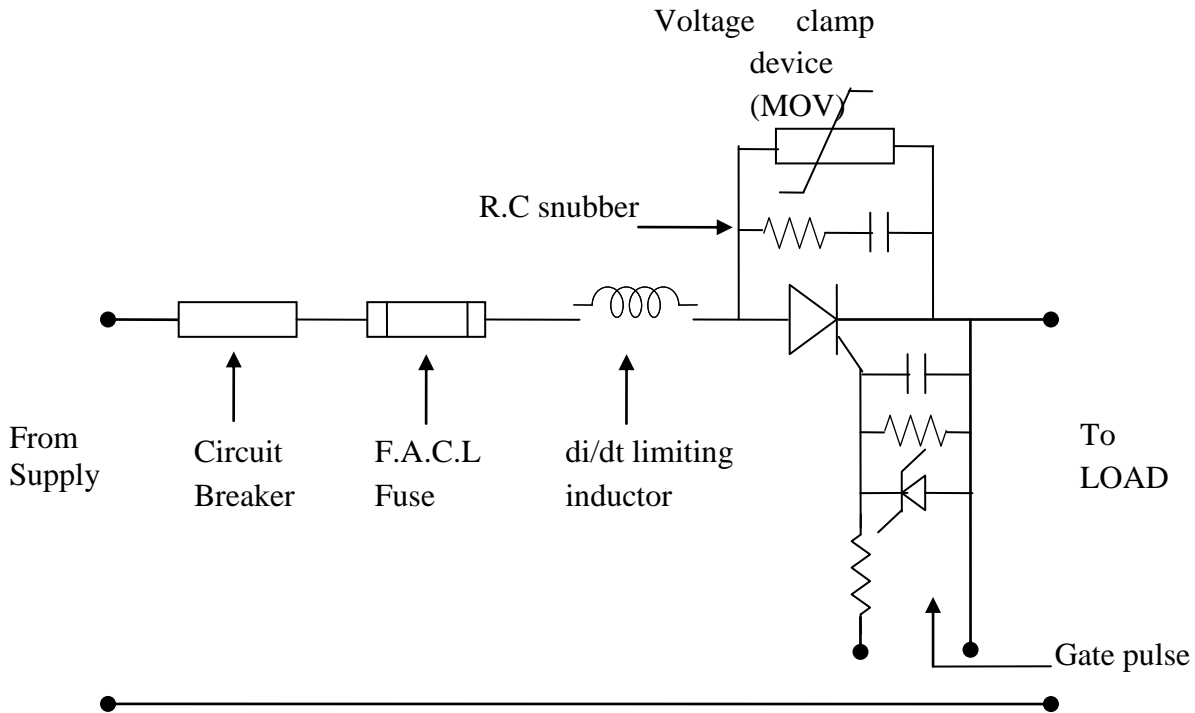 Voltage clamp
device
(MOV)
R.C snubber
From
Supply
Circuit
Breaker
F.A.C.L
Fuse
di/dt limiting
inductor
To
LOAD
Gate pulse